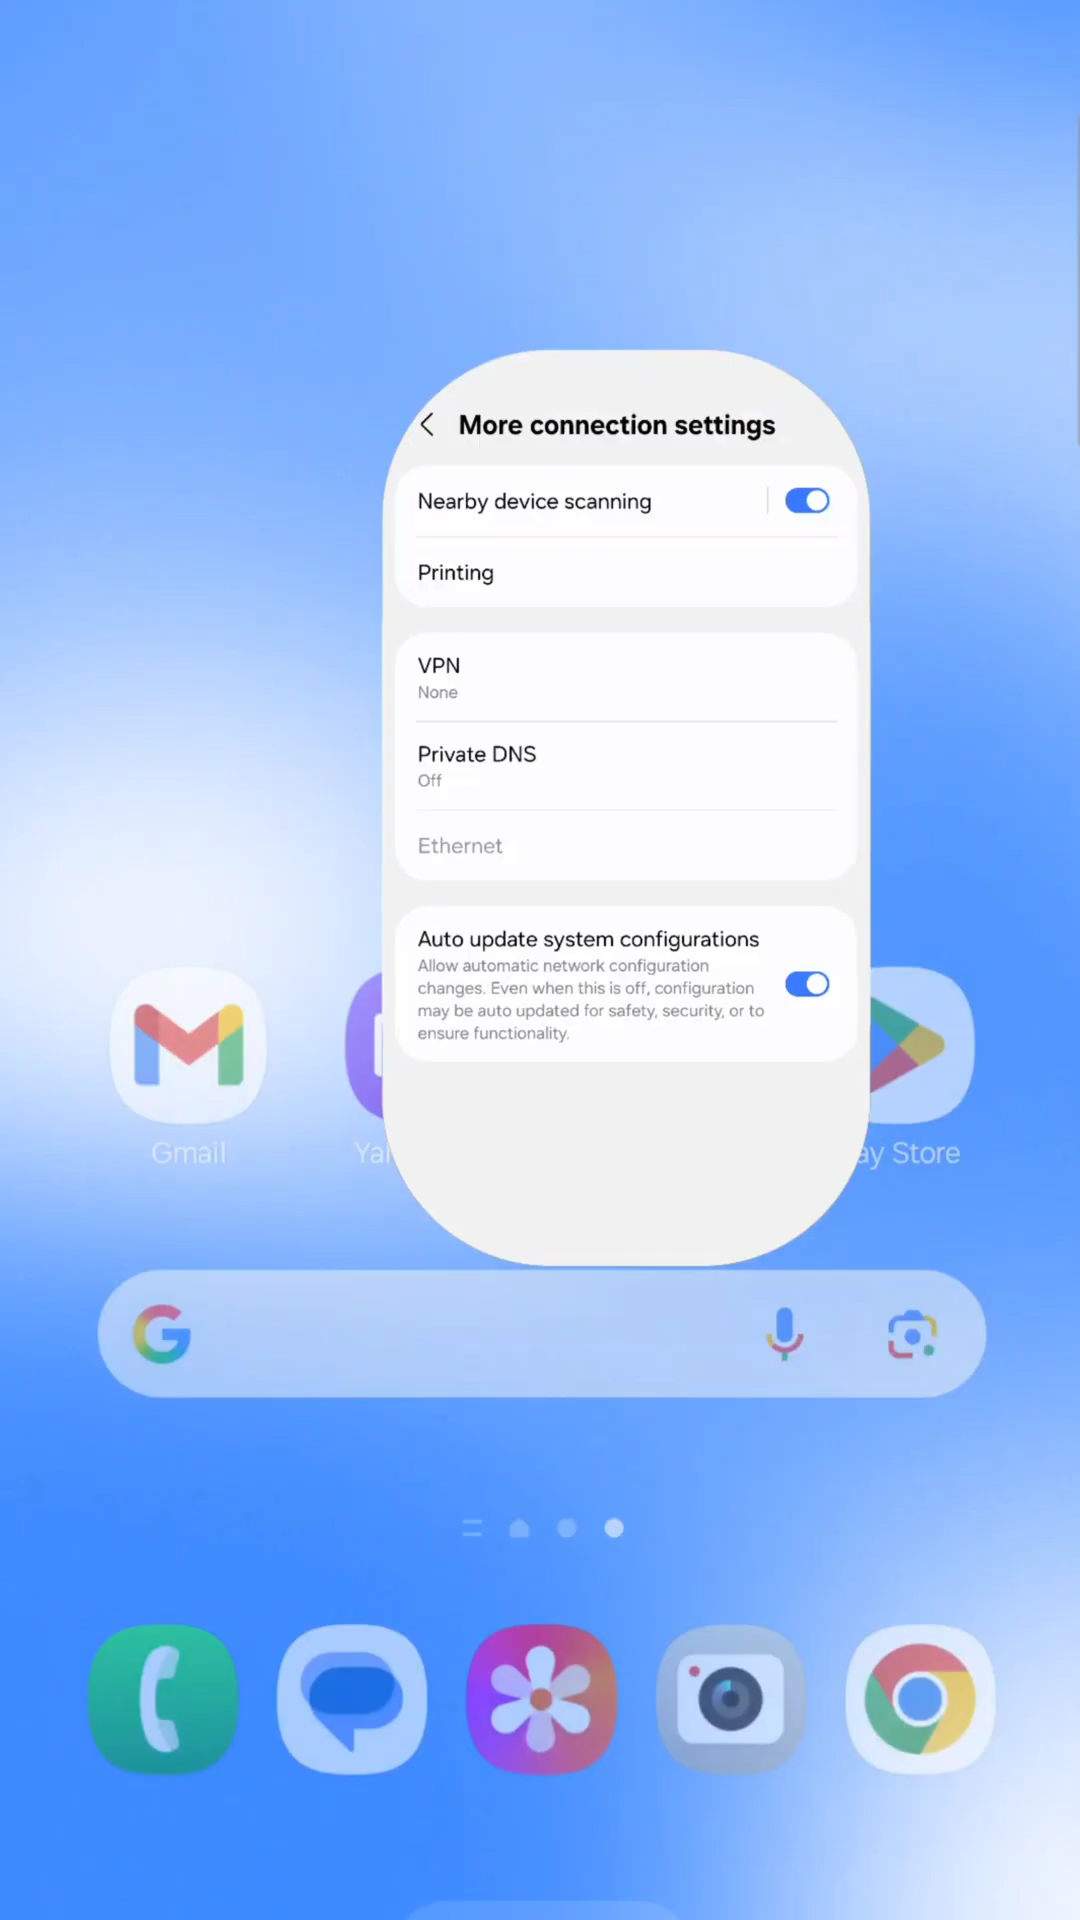 More connection settings
Nearby device scanning
Printing
VPN
None
Private DNS
Off
Ethernet
Auto update system configurations
Allow automatic network configuration
changes. Even when this is off, configuration
may be auto updated for safety, security, or to
ensure functionality.
Gmail
Yal
ay Store